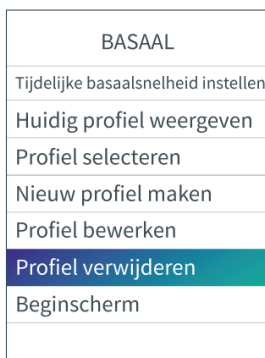 BASAAL
Tijdelijke basaalsnelheid instellen
Huidig profiel weergeven
Profiel selecteren
Nieuw profiel maken
Profiel bewerken
Profiel verwijderen
Beginscherm